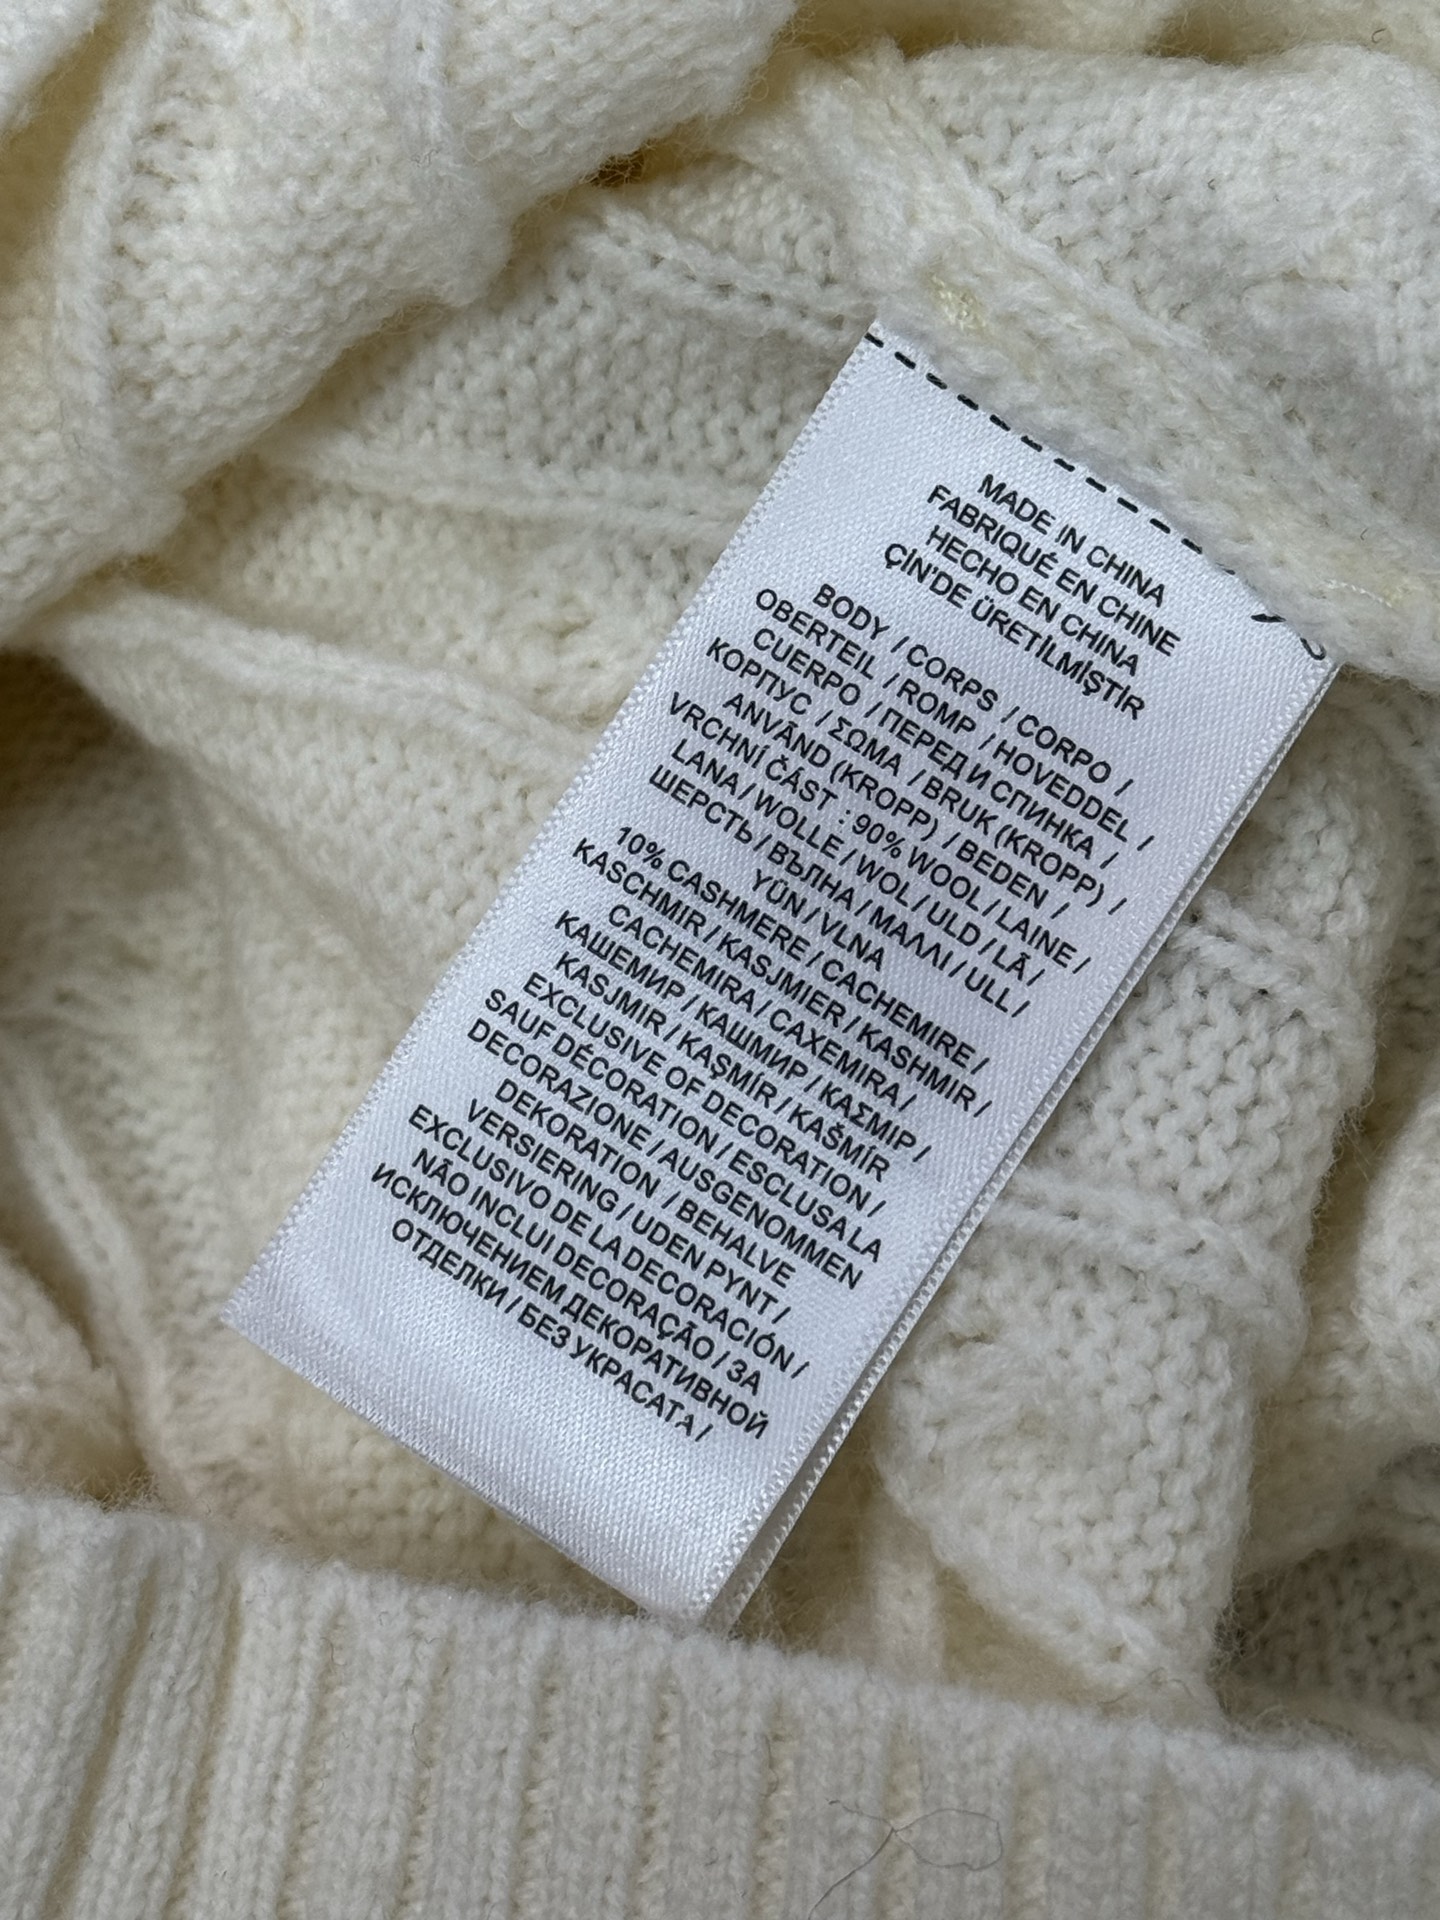 MADE IN CHINA
FABRIQUÉ EN CHINE
HECHO EN CHINA
ÇİN'DE ÜRETİLMİŞTİR
BODY / CORPS / CORPO /
OBERTEIL / ROMP / HOVEDDEL /
CUERPO / ПЕРЕД И СПИНКА /
КОРПУС / ΣΩΜΑ / BRUK (KROPP) /
ANVÄND (KROPP) / BEDEN /
VRCHNÍ ČÁST : 90% WOOL / LAINE /
LANA / WOLLE / WOL / ULD / LÃ /
ШЕРСТЬ / ВЪЛНА / ΜΑΛΛΙ / ULL /
YÜN / VLNA
10% CASHMERE / CACHEMIRE /
KASCHMIR / KASJMIER / KASHMIR /
CACHEMIRA / CAXEMIRA /
КАШЕМИР / КАШМИР / ΚΑΣΜΙΡ /
KASJMIR / KAŞMİR / KAŠMÍR
EXCLUSIVE OF DECORATION /
SAUF DÉCORATION / ESCLUSA LA
DECORAZIONE / AUSGENOMMEN
DEKORATION / BEHALVE
VERSIERING / UDEN PYNT /
EXCLUSIVO DE LA DECORACIÓN /
NÃO INCLUI DECORAÇÃO / ЗА
ИСКЛЮЧЕНИЕМ ДЕКОРАТИВНОЙ
ОТДЕЛКИ / БЕЗ УКРАСАТА /